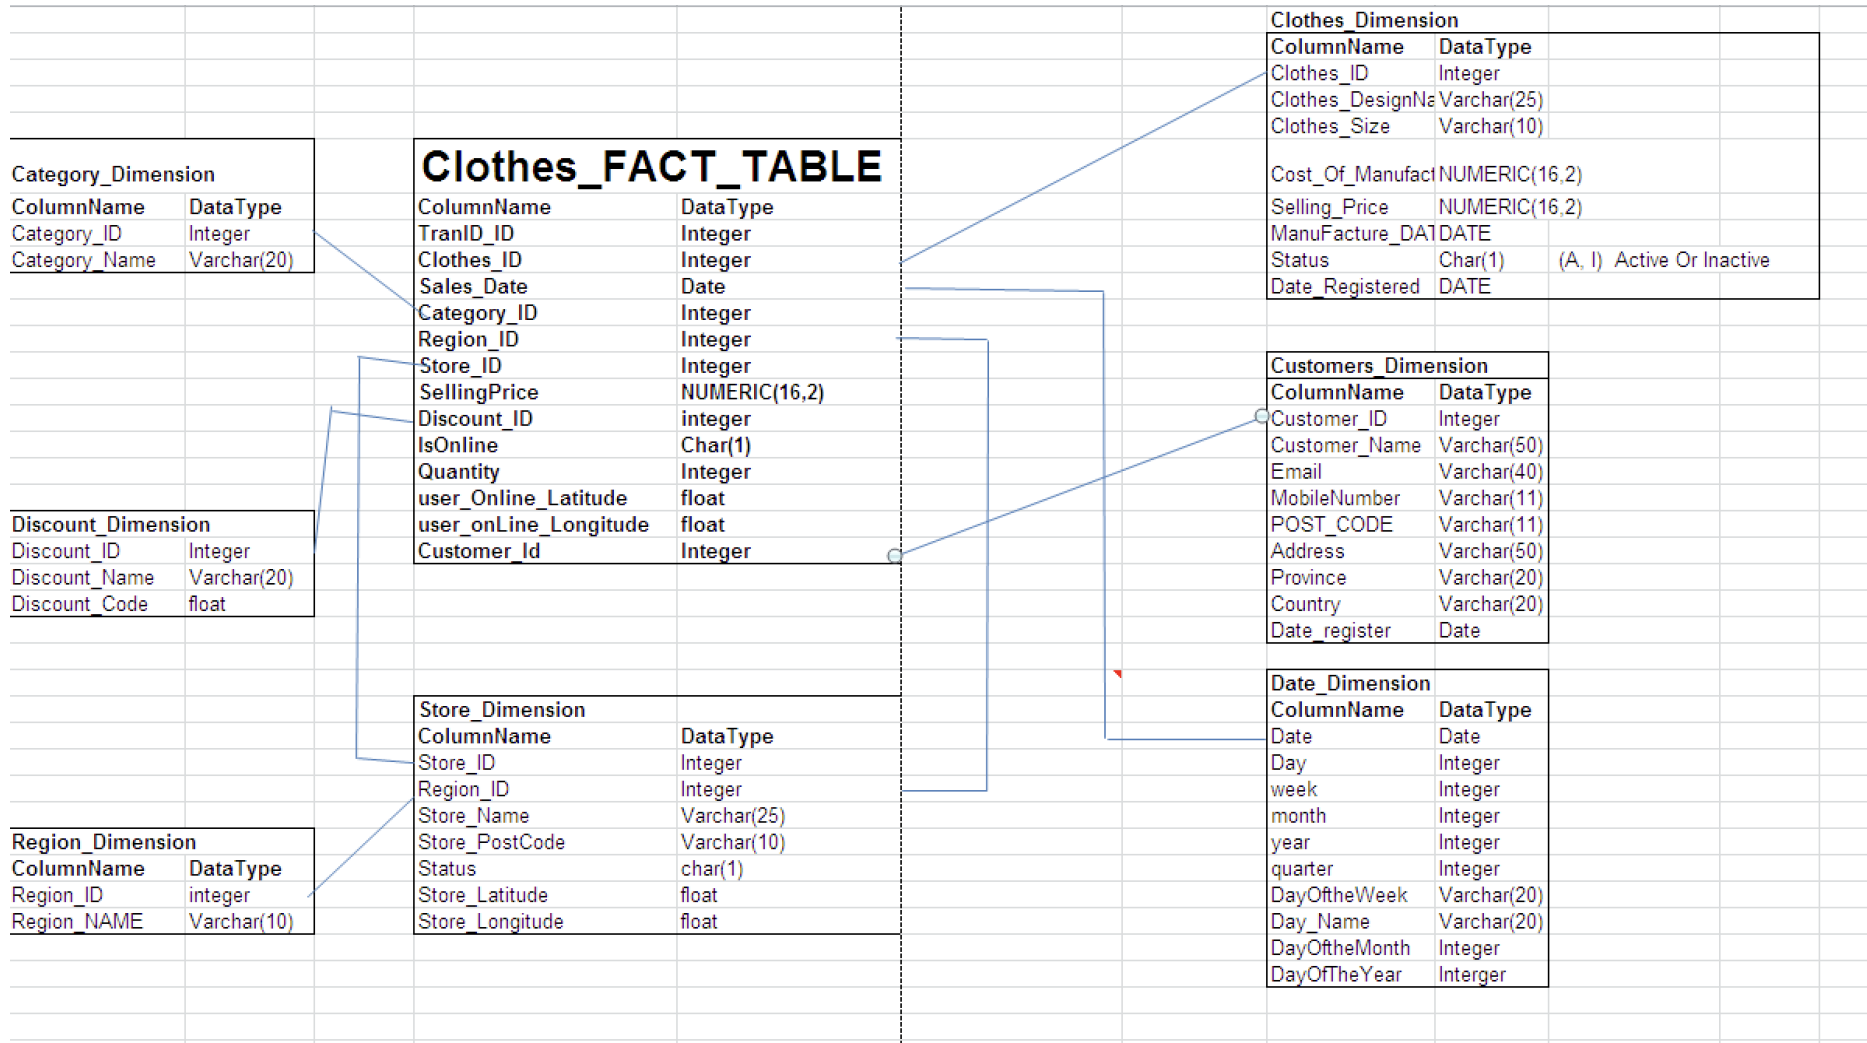 Clothes_Dimension
ColumnName DataType
Clothes_ID Integer
Clothes_DesignNa Varchar(25)
Clothes_Size Varchar(10)
Cost_Of_Manufact NUMERIC(16,2)
Selling_Price NUMERIC(16,2)
ManuFacture_DAT DATE
Status Char(1) (A, I) Active Or Inactive
Date_Registered DATE
Category_Dimension
ColumnName DataType
Category_ID Integer
Category_Name Varchar(20)
Clothes_FACT_TABLE
ColumnName DataType
TranID_ID Integer
Clothes_ID Integer
Sales_Date Date
Category_ID Integer
Region_ID Integer
Store_ID Integer
SellingPrice NUMERIC(16,2)
Discount_ID integer
IsOnline Char(1)
Quantity Integer
user_Online_Latitude float
user_onLine_Longitude float
Customer_Id Integer
Customers_Dimension
ColumnName DataType
Customer_ID Integer
Customer_Name Varchar(50)
Email Varchar(40)
MobileNumber Varchar(11)
POST_CODE Varchar(11)
Address Varchar(50)
Province Varchar(20)
Country Varchar(20)
Date_register Date
Discount_Dimension
Discount_ID Integer
Discount_Name Varchar(20)
Discount_Code float
Store_Dimension
ColumnName DataType
Store_ID Integer
Region_ID Integer
Store_Name Varchar(25)
Store_PostCode Varchar(10)
Status char(1)
Store_Latitude float
Store_Longitude float
Date_Dimension
ColumnName DataType
Date Date
Day Integer
week Integer
month Integer
year Integer
quarter Integer
DayOftheWeek Varchar(20)
Day_Name Varchar(20)
DayOftheMonth Integer
DayOfTheYear Interger
Region_Dimension
ColumnName DataType
Region_ID integer
Region_NAME Varchar(10)